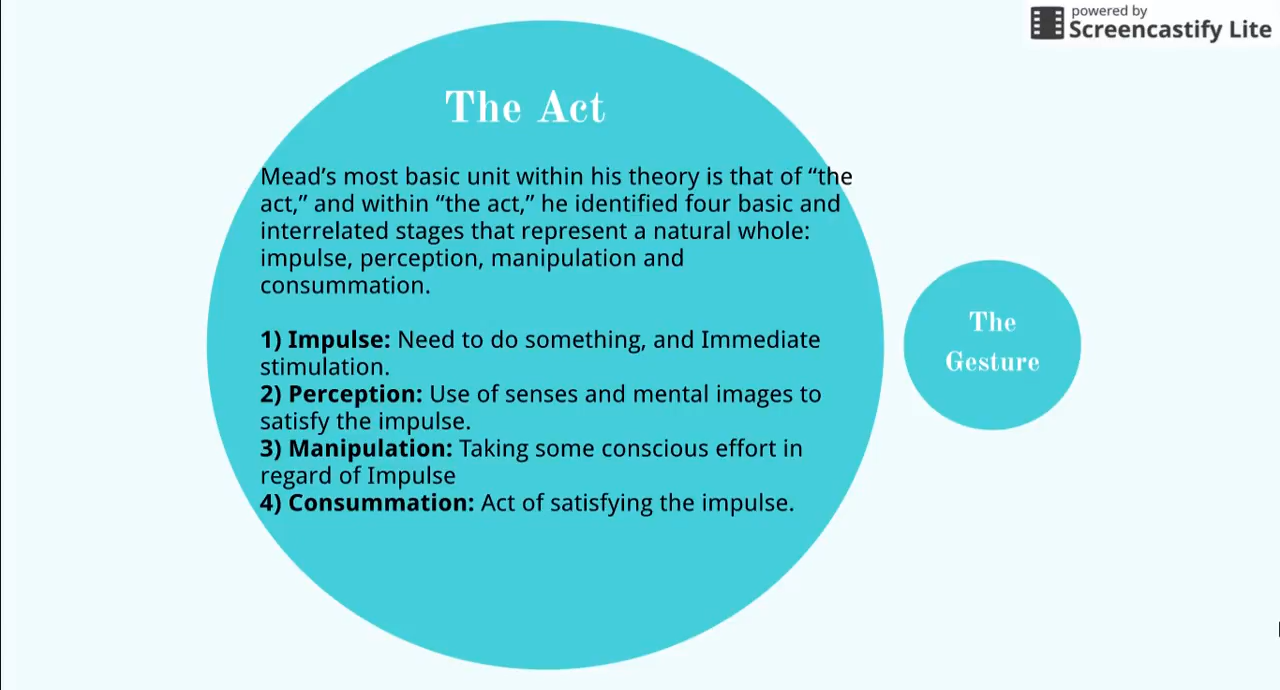 powered by
Screencastify Lite
The Act
Mead’s most basic unit within his theory is that of “the
act,” and within “the act,” he identified four basic and
interrelated stages that represent a natural whole:
impulse, perception, manipulation and
consummation.
1) Impulse: Need to do something, and Immediate
stimulation.
2) Perception: Use of senses and mental images to
satisfy the impulse.
3) Manipulation: Taking some conscious effort in
regard of Impulse
4) Consummation: Act of satisfying the impulse.
The
Gesture